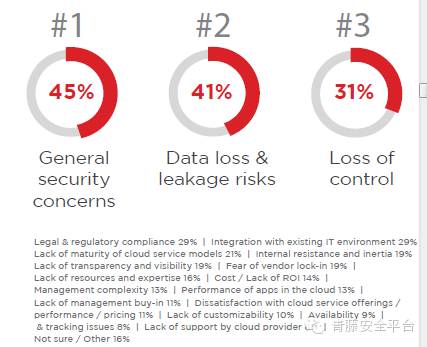 #1 #2 #3
45% 41% 31%
General Data loss & Loss of
security leakage risks control
concerns
Legal & regulatory compliance 29% | Integration with existing IT environment 29%
Lack of maturity of cloud service models 21% | Internal resistance and inertia 19%
Lack of transparency and visibility 19% | Fear of vendor lock-in 19% |
Lack of resources and expertise 16% | Cost / Lack of ROI 14% |
Management complexity 13% | Performance of apps in the cloud 13% |
Lack of management buy-in 11% | Dissatisfaction with cloud service offerings /
performance / pricing 11% | Lack of customizability 10% | Availability 9% |
& tracking issues 8% | Lack of support by cloud provider
Not sure / Other 16%
青藤安全平台